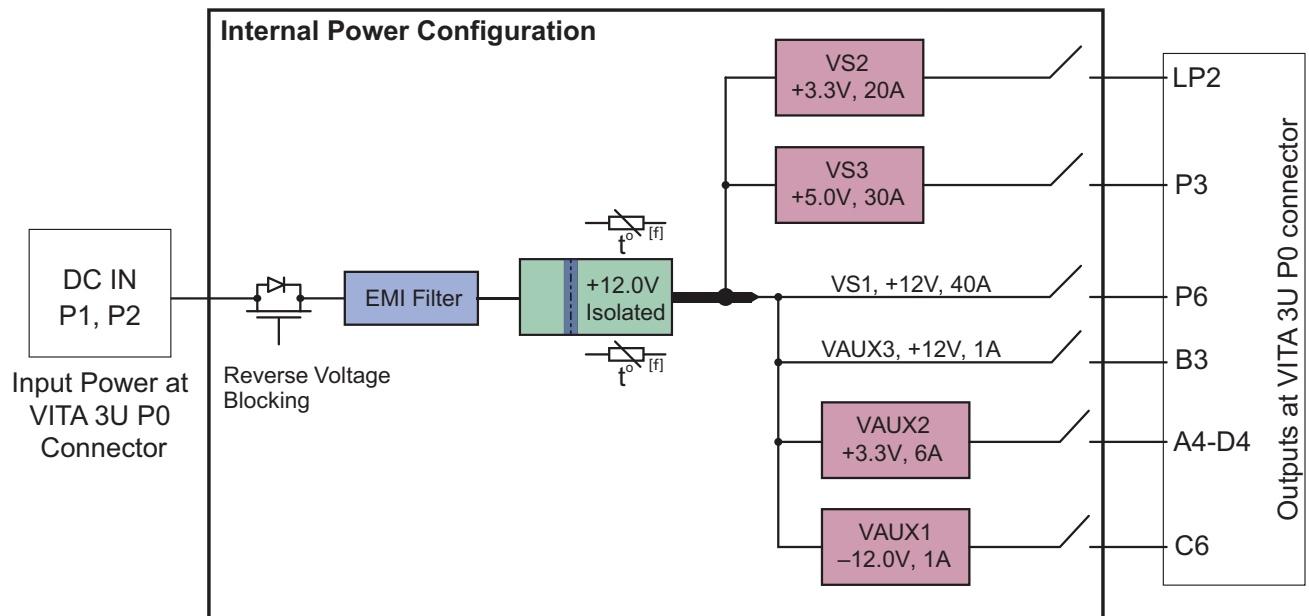 Internal Power Configuration
DC IN
P1, P2
Input Power at
VITA 3U P0
Connector
Reverse Voltage
Blocking
EMI Filter
t° [f]
+12.0V
Isolated
t° [f]
VS2
+3.3V, 20A
VS3
+5.0V, 30A
VS1, +12V, 40A
VAUX3, +12V, 1A
VAUX2
+3.3V, 6A
VAUX1
–12.0V, 1A
LP2
P3
P6
B3
A4-D4
C6
Outputs at VITA 3U P0 connector